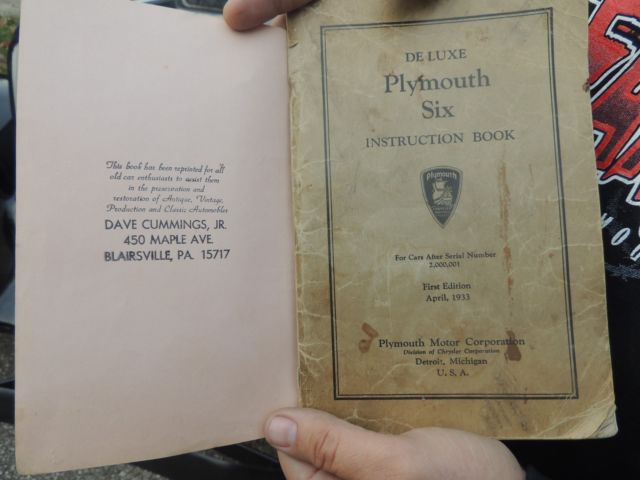 This book has been reprinted for all
old car enthusiasts to assist them
in the preservation and
restoration of Antique, Vintage,
Production and Classic Automobiles
DAVE CUMMINGS, JR.
450 MAPLE AVE.
BLAIRSVILLE, PA. 15717
DE LUXE
Plymouth
Six
INSTRUCTION BOOK
Plymouth
For Cars After Serial Number
2,000,001
First Edition
April, 1933
Plymouth Motor Corporation
Division of Chrysler Corporation
Detroit, Michigan
U. S. A.